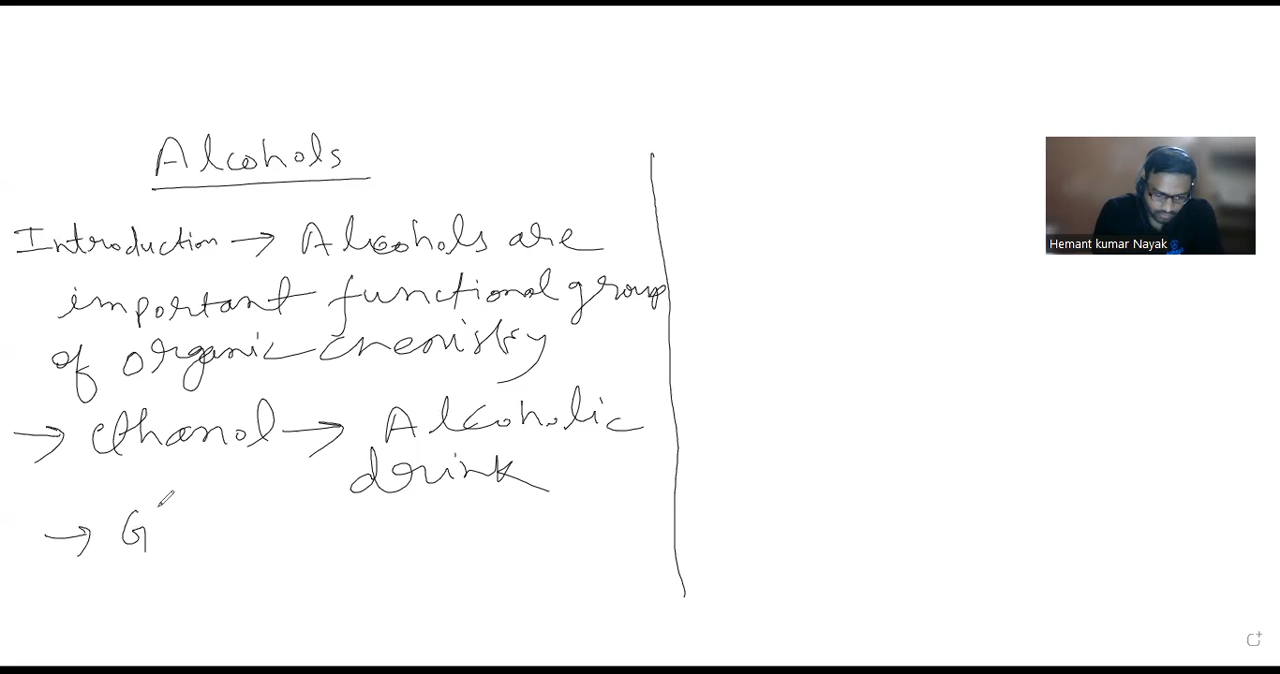 Alcohols
Introduction → Alcohols are
important functional group
of organic chemistry
→ ethanol → Alcoholic
drink
→ G
Hemant kumar Nayak